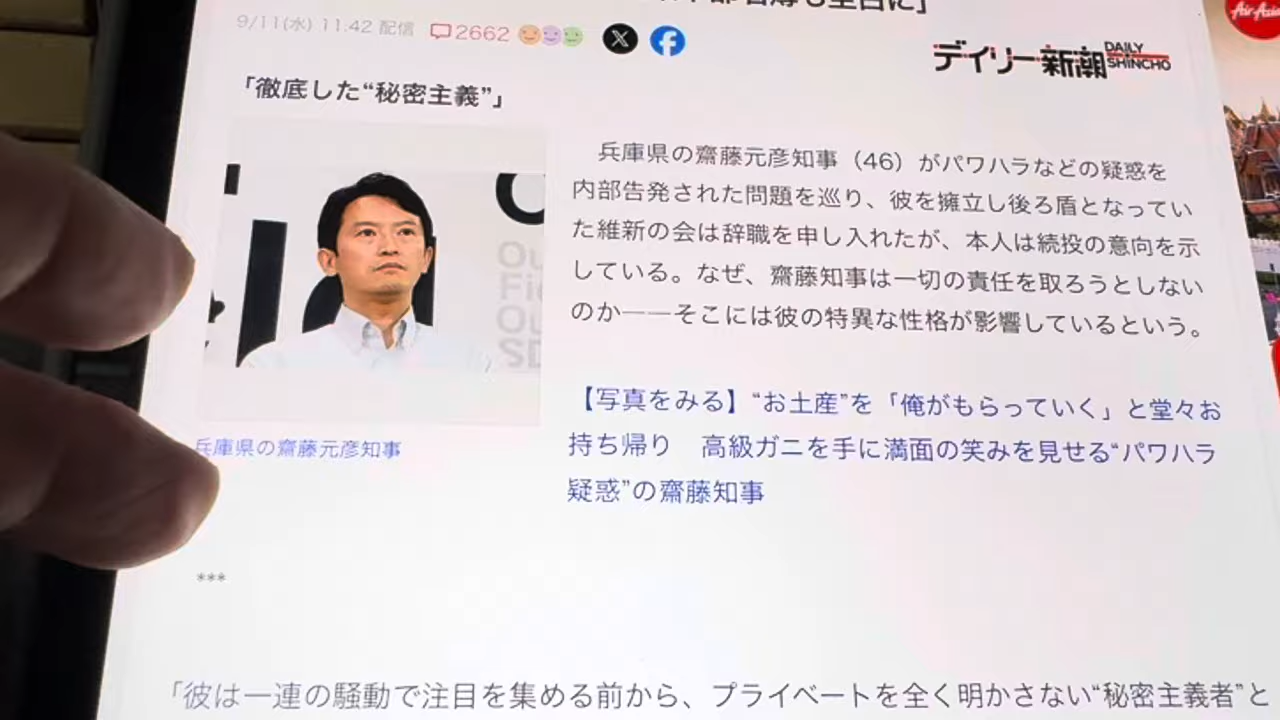 全白に」
9/11(水) 11:42 配信 2662
デイリー新潮 DAILY SHINCHO
AirAsia
「徹底した“秘密主義”」
兵庫県の齋藤元彦知事（46）がパワハラなどの疑惑を
内部告発された問題を巡り、彼を擁立し後ろ盾となってい
た維新の会は辞職を申し入れたが、本人は続投の意向を示
している。なぜ、齋藤知事は一切の責任を取ろうとしない
のか――そこには彼の特異な性格が影響しているという。
兵庫県の齋藤元彦知事
【写真をみる】“お土産”を「俺がもらっていく」と堂々お
持ち帰り　高級ガニを手に満面の笑みを見せる“パワハラ
疑惑”の齋藤知事
***
「彼は一連の騒動で注目を集める前から、プライベートを全く明かさない“秘密主義者”と